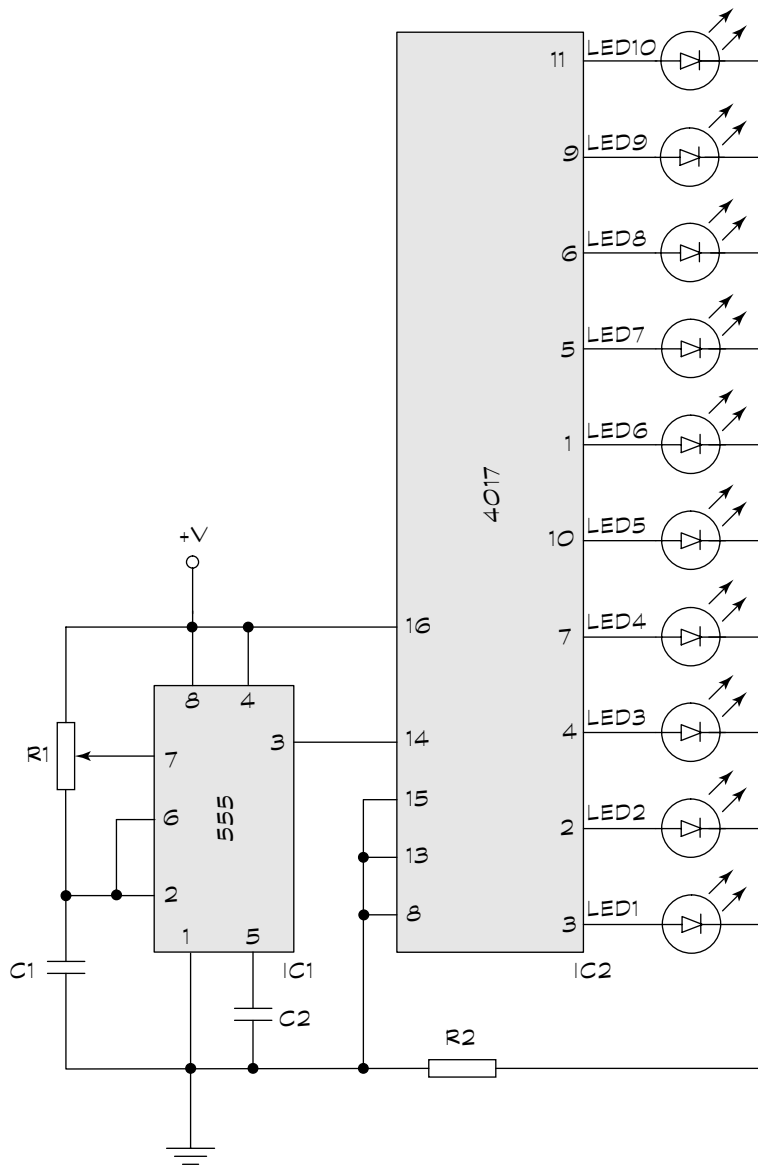 11 LED10
9 LED9
6 LED8
5 LED7
1 LED6
4017
10 LED5
+V
16
7 LED4
8 4
3
14
4 LED3
R1
7
15
6
555
13
2 LED2
2
8
1 5
3 LED1
C1
IC1
IC2
C2
R2